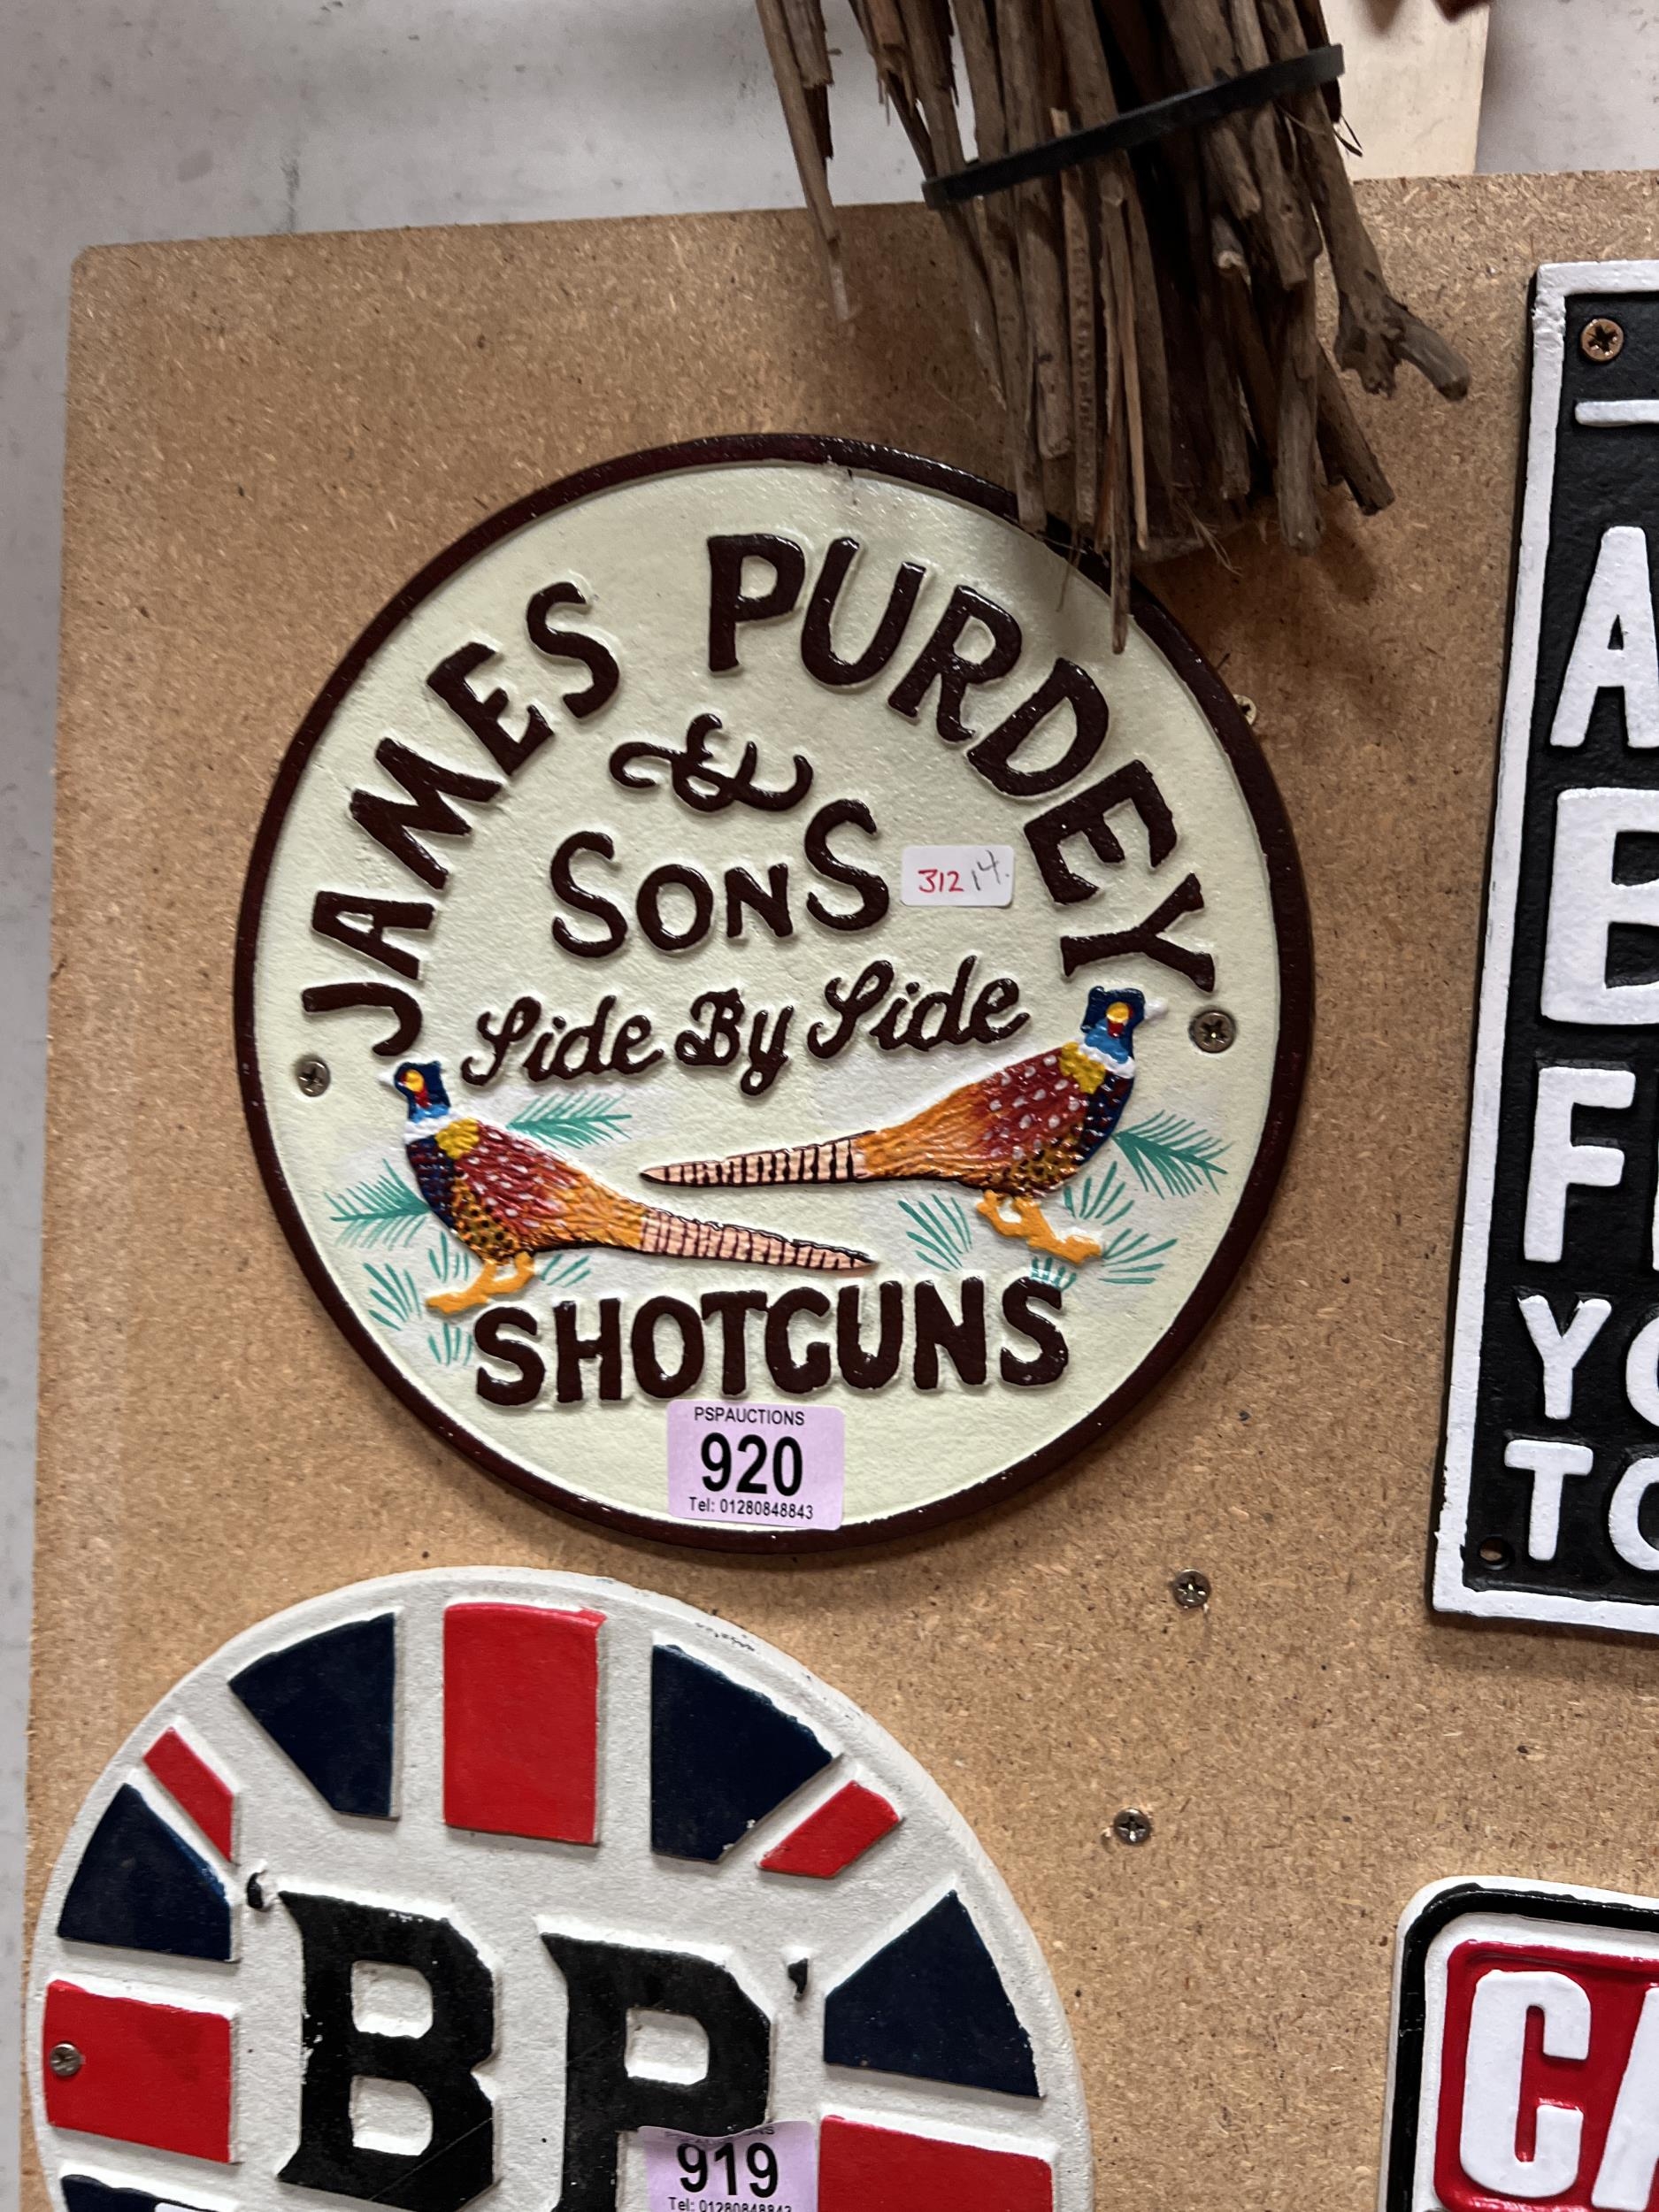 JAMES PURDEY
&
SONS
312 14.
Side By Side
SHOTGUNS
PSPAUCTIONS
920
Tel: 01280848843
'BP'
919
Tel: 01280848843
A
F
Y
T